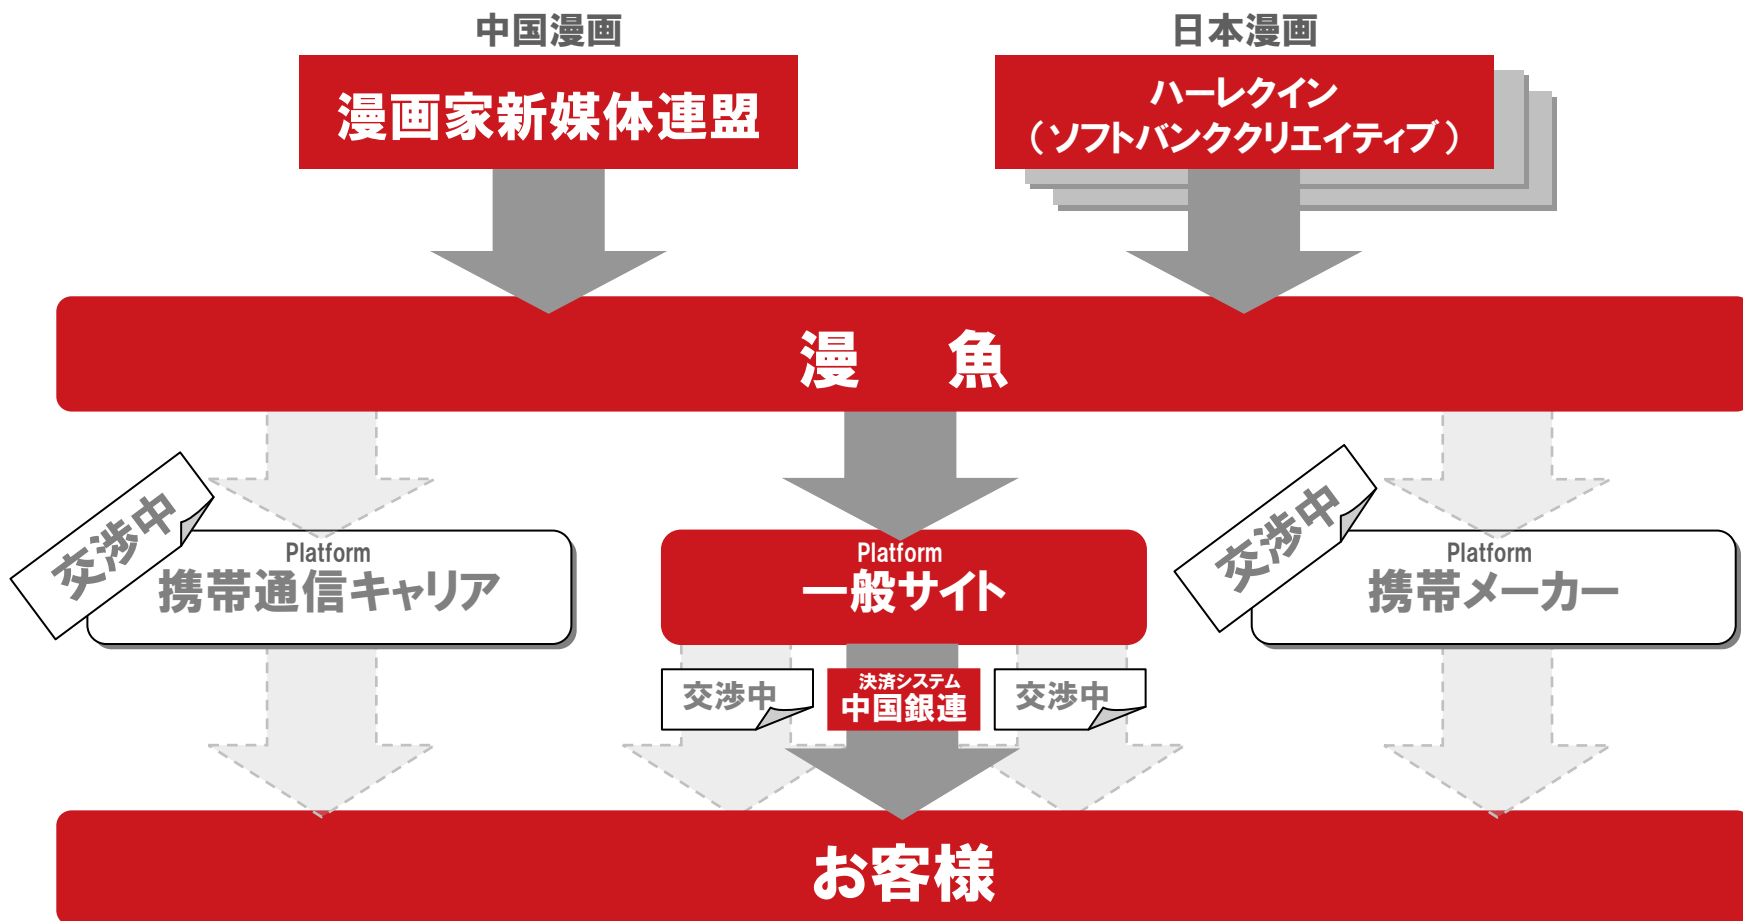 中国漫画
日本漫画
漫画家新媒体連盟
ハーレクイン
（ソフトバンククリエイティブ）
漫 魚
交渉中
Platform
携帯通信キャリア
Platform
一般サイト
交渉中
Platform
携帯メーカー
交渉中
決済システム
中国銀連
交渉中
お客様